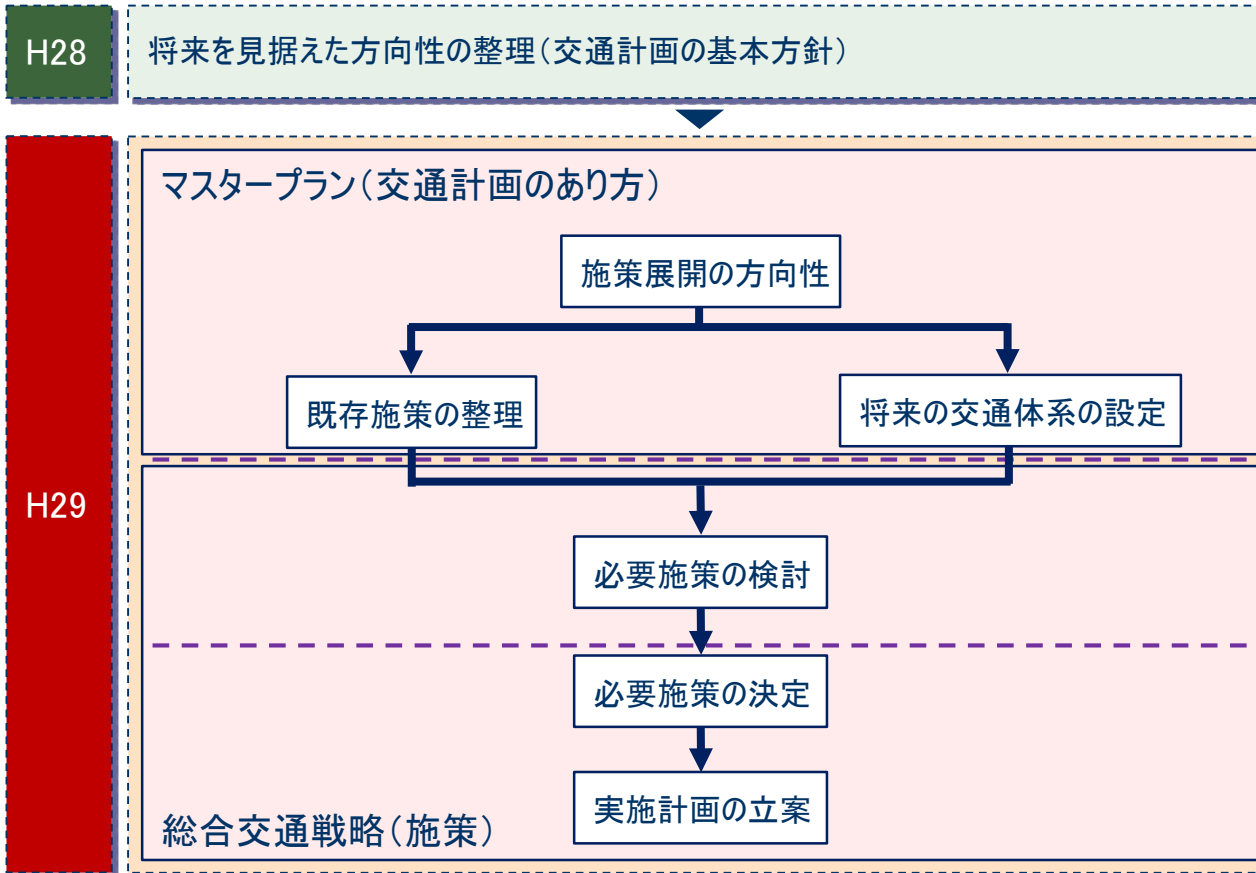 H28
将来を見据えた方向性の整理(交通計画の基本方針)
H29
マスタープラン(交通計画のあり方)
施策展開の方向性
既存施策の整理
将来の交通体系の設定
必要施策の検討
必要施策の決定
実施計画の立案
総合交通戦略(施策)